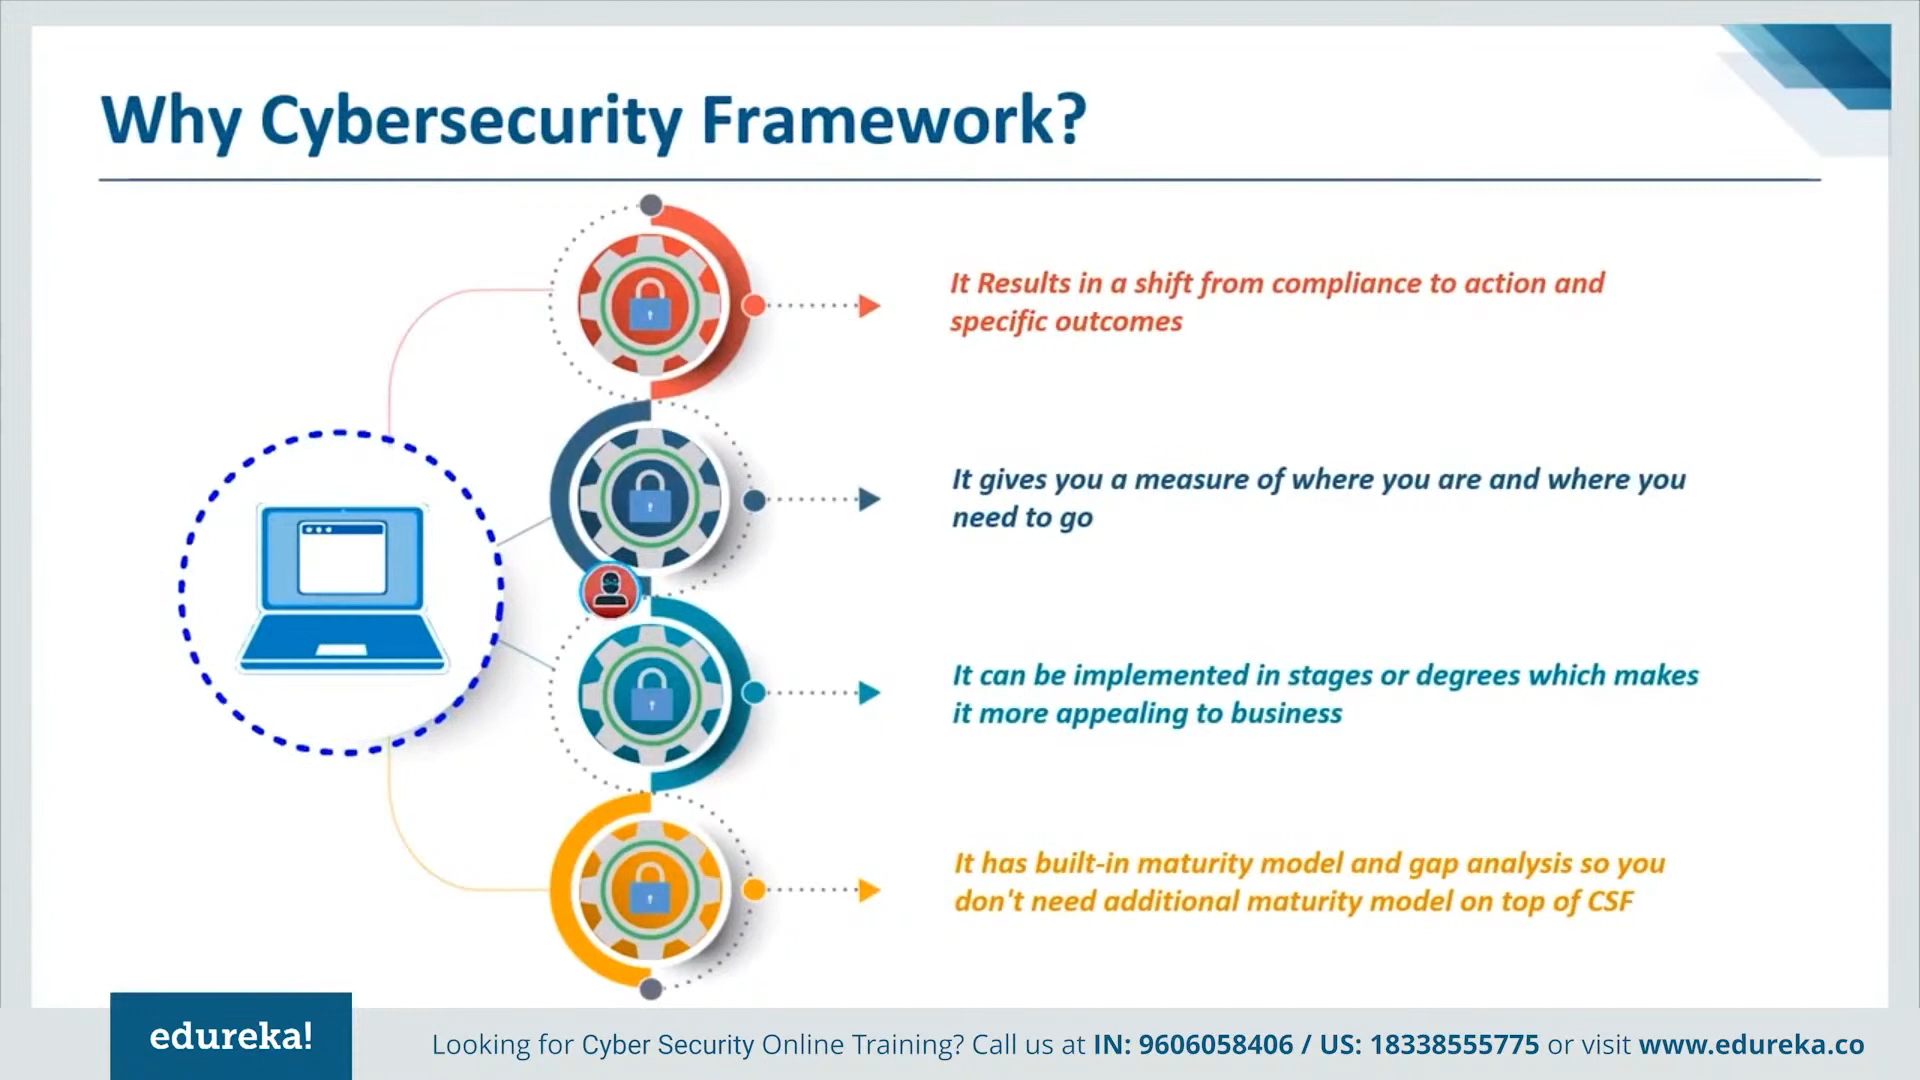 Why Cybersecurity Framework?
It Results in a shift from compliance to action and
specific outcomes
It gives you a measure of where you are and where you
need to go
It can be implemented in stages or degrees which makes
it more appealing to business
It has built-in maturity model and gap analysis so you
don't need additional maturity model on top of CSF
edureka!
Looking for Cyber Security Online Training? Call us at IN: 9606058406 / US: 18338555775 or visit www.edureka.co